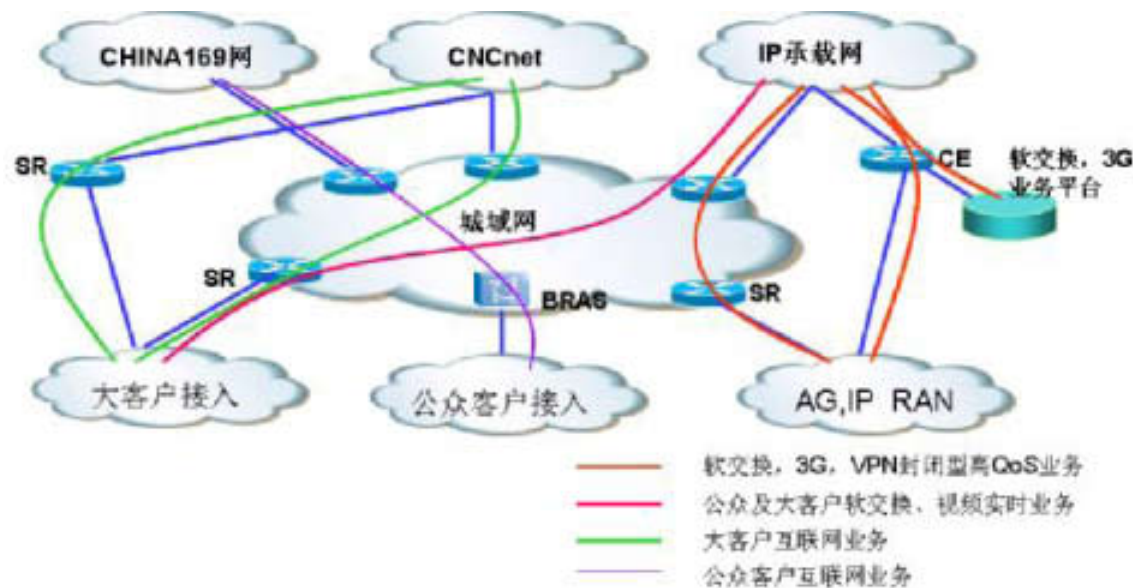 CHINA169网
CNCnet
IP承载网
SR
CE
软交换，3G
业务平台
城域网
SR
BRAS
SR
大客户接入
公众客户接入
AG,IP RAN
软交换，3G，VPN封闭型高QoS业务
公众及大客户软交换、视频实时业务
大客户互联网业务
公众客户互联网业务